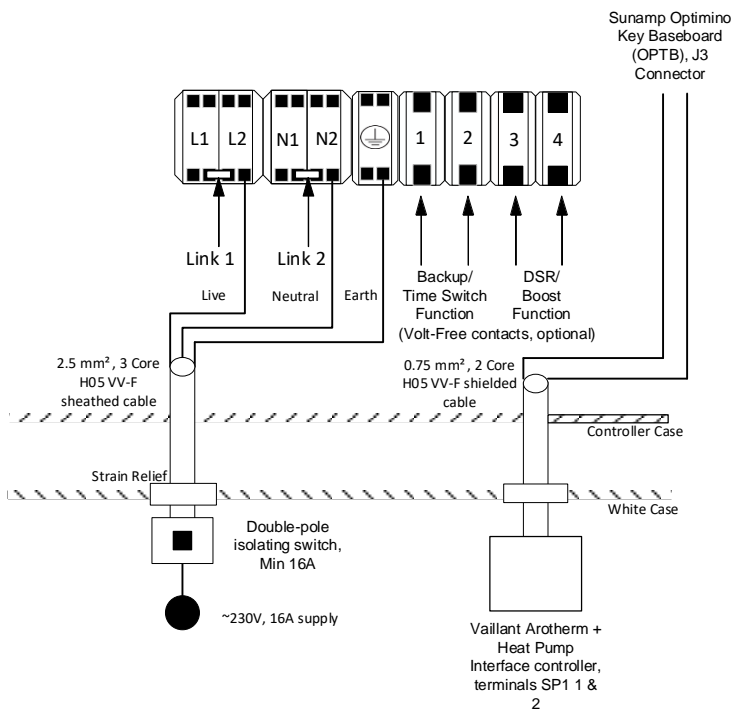 Sunamp Optimino
Key Baseboard
(OPTB), J3
Connector
L1 L2 N1 N2 1 2 3 4
Link 1
Link 2
Live
Neutral
Earth
Backup/
Time Switch
Function
DSR/
Boost
Function
(Volt-Free contacts, optional)
2.5 mm², 3 Core
H05 VV-F
sheathed cable
0.75 mm², 2 Core
H05 VV-F shielded
cable
Controller Case
Strain Relief
White Case
Double-pole
isolating switch,
Min 16A
~230V, 16A supply
Vaillant Arotherm +
Heat Pump
Interface controller,
terminals SP1 1 &
2